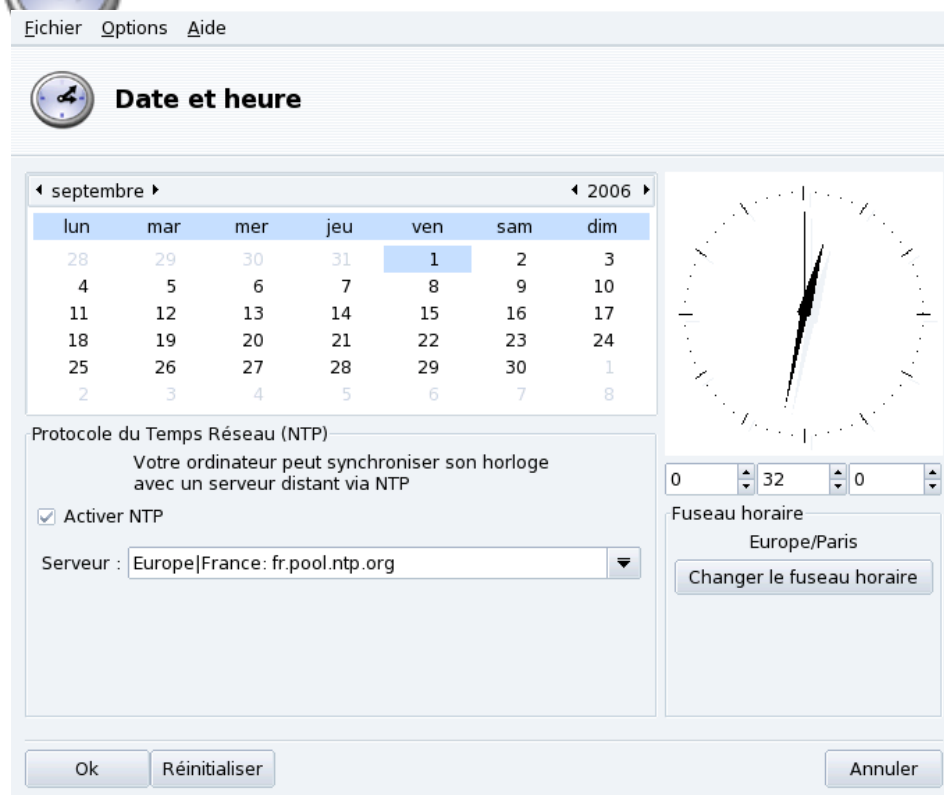 Fichier Options Aide
Date et heure
septembre 2006
lun mar mer jeu ven sam dim
28 29 30 31 1 2 3
4 5 6 7 8 9 10
11 12 13 14 15 16 17
18 19 20 21 22 23 24
25 26 27 28 29 30 1
2 3 4 5 6 7 8
Protocole du Temps Réseau (NTP)
Votre ordinateur peut synchroniser son horloge
avec un serveur distant via NTP
Activer NTP
Serveur : Europe|France: fr.pool.ntp.org
0 32 0
Fuseau horaire
Europe/Paris
Changer le fuseau horaire
Ok Réinitialiser Annuler